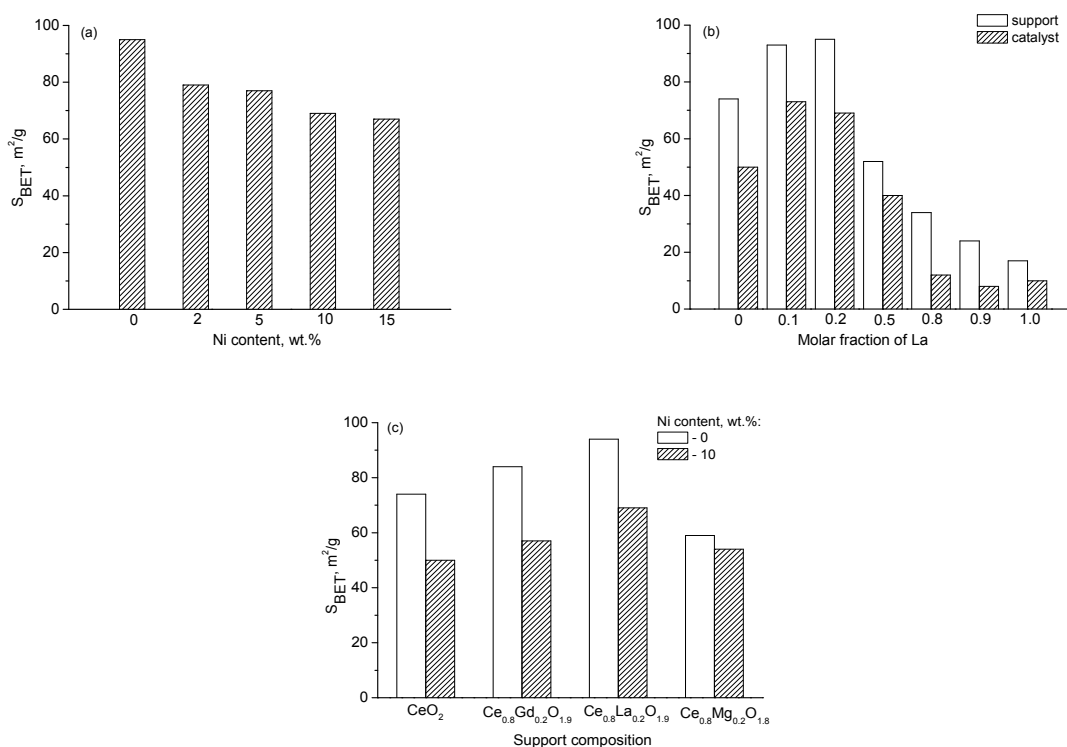 (a)
100
80
60
40
20
0
S_BET, m²/g
0 2 5 10 15
Ni content, wt.%
(b)
support
catalyst
100
80
60
40
20
0
S_BET, m²/g
0 0.1 0.2 0.5 0.8 0.9 1.0
Molar fraction of La
(c)
Ni content, wt.%:
- 0
- 10
100
80
60
40
20
0
S_BET, m²/g
CeO₂ Ce₀.₈Gd₀.₂O₁.₉ Ce₀.₈La₀.₂O₁.₉ Ce₀.₈Mg₀.₂O₁.₈
Support composition